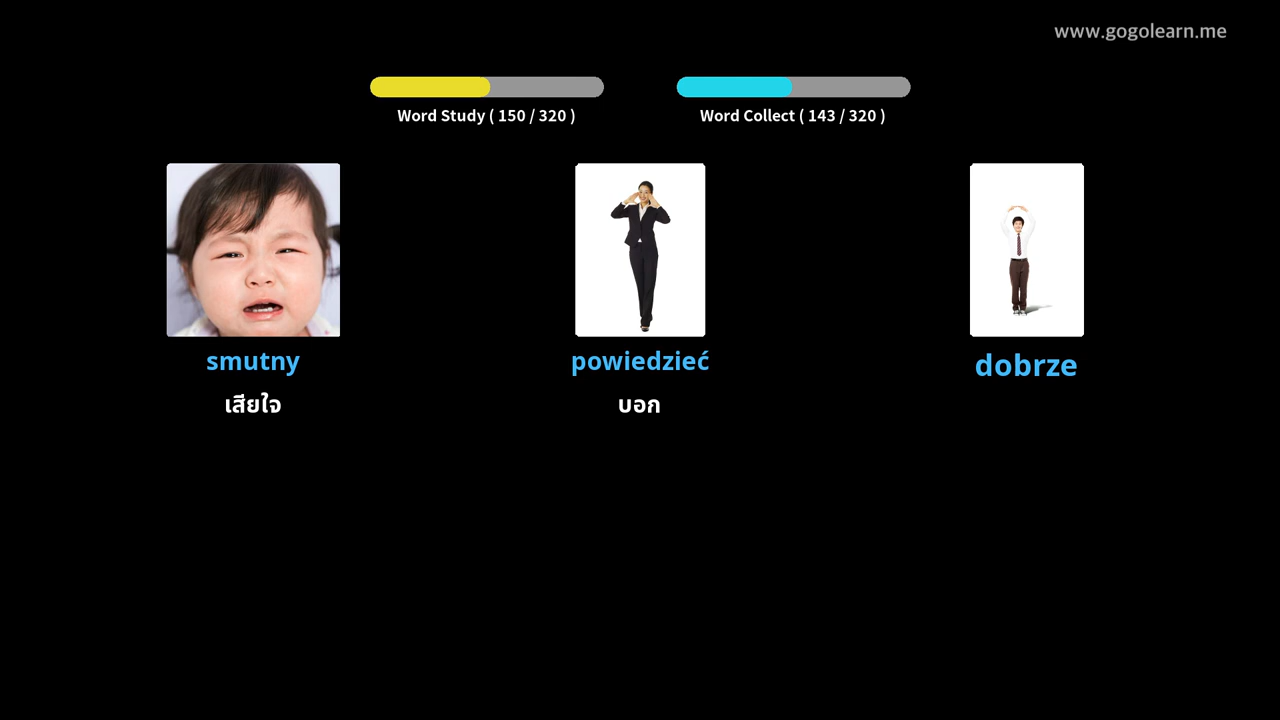 www.gogolearn.me
Word Study ( 150 / 320 )
Word Collect ( 143 / 320 )
smutny
powiedzieć
dobrze
เสียใจ
บอก